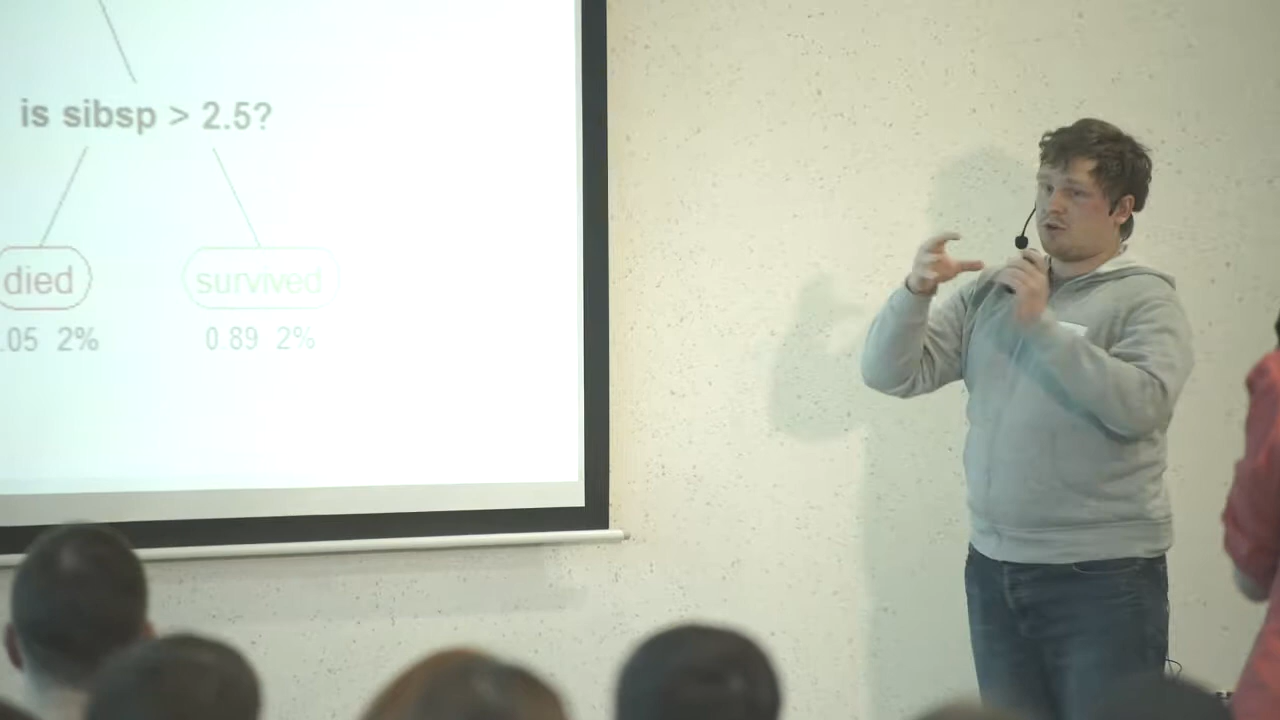 is sibsp > 2.5?
died survived
.05 2% 0.89 2%